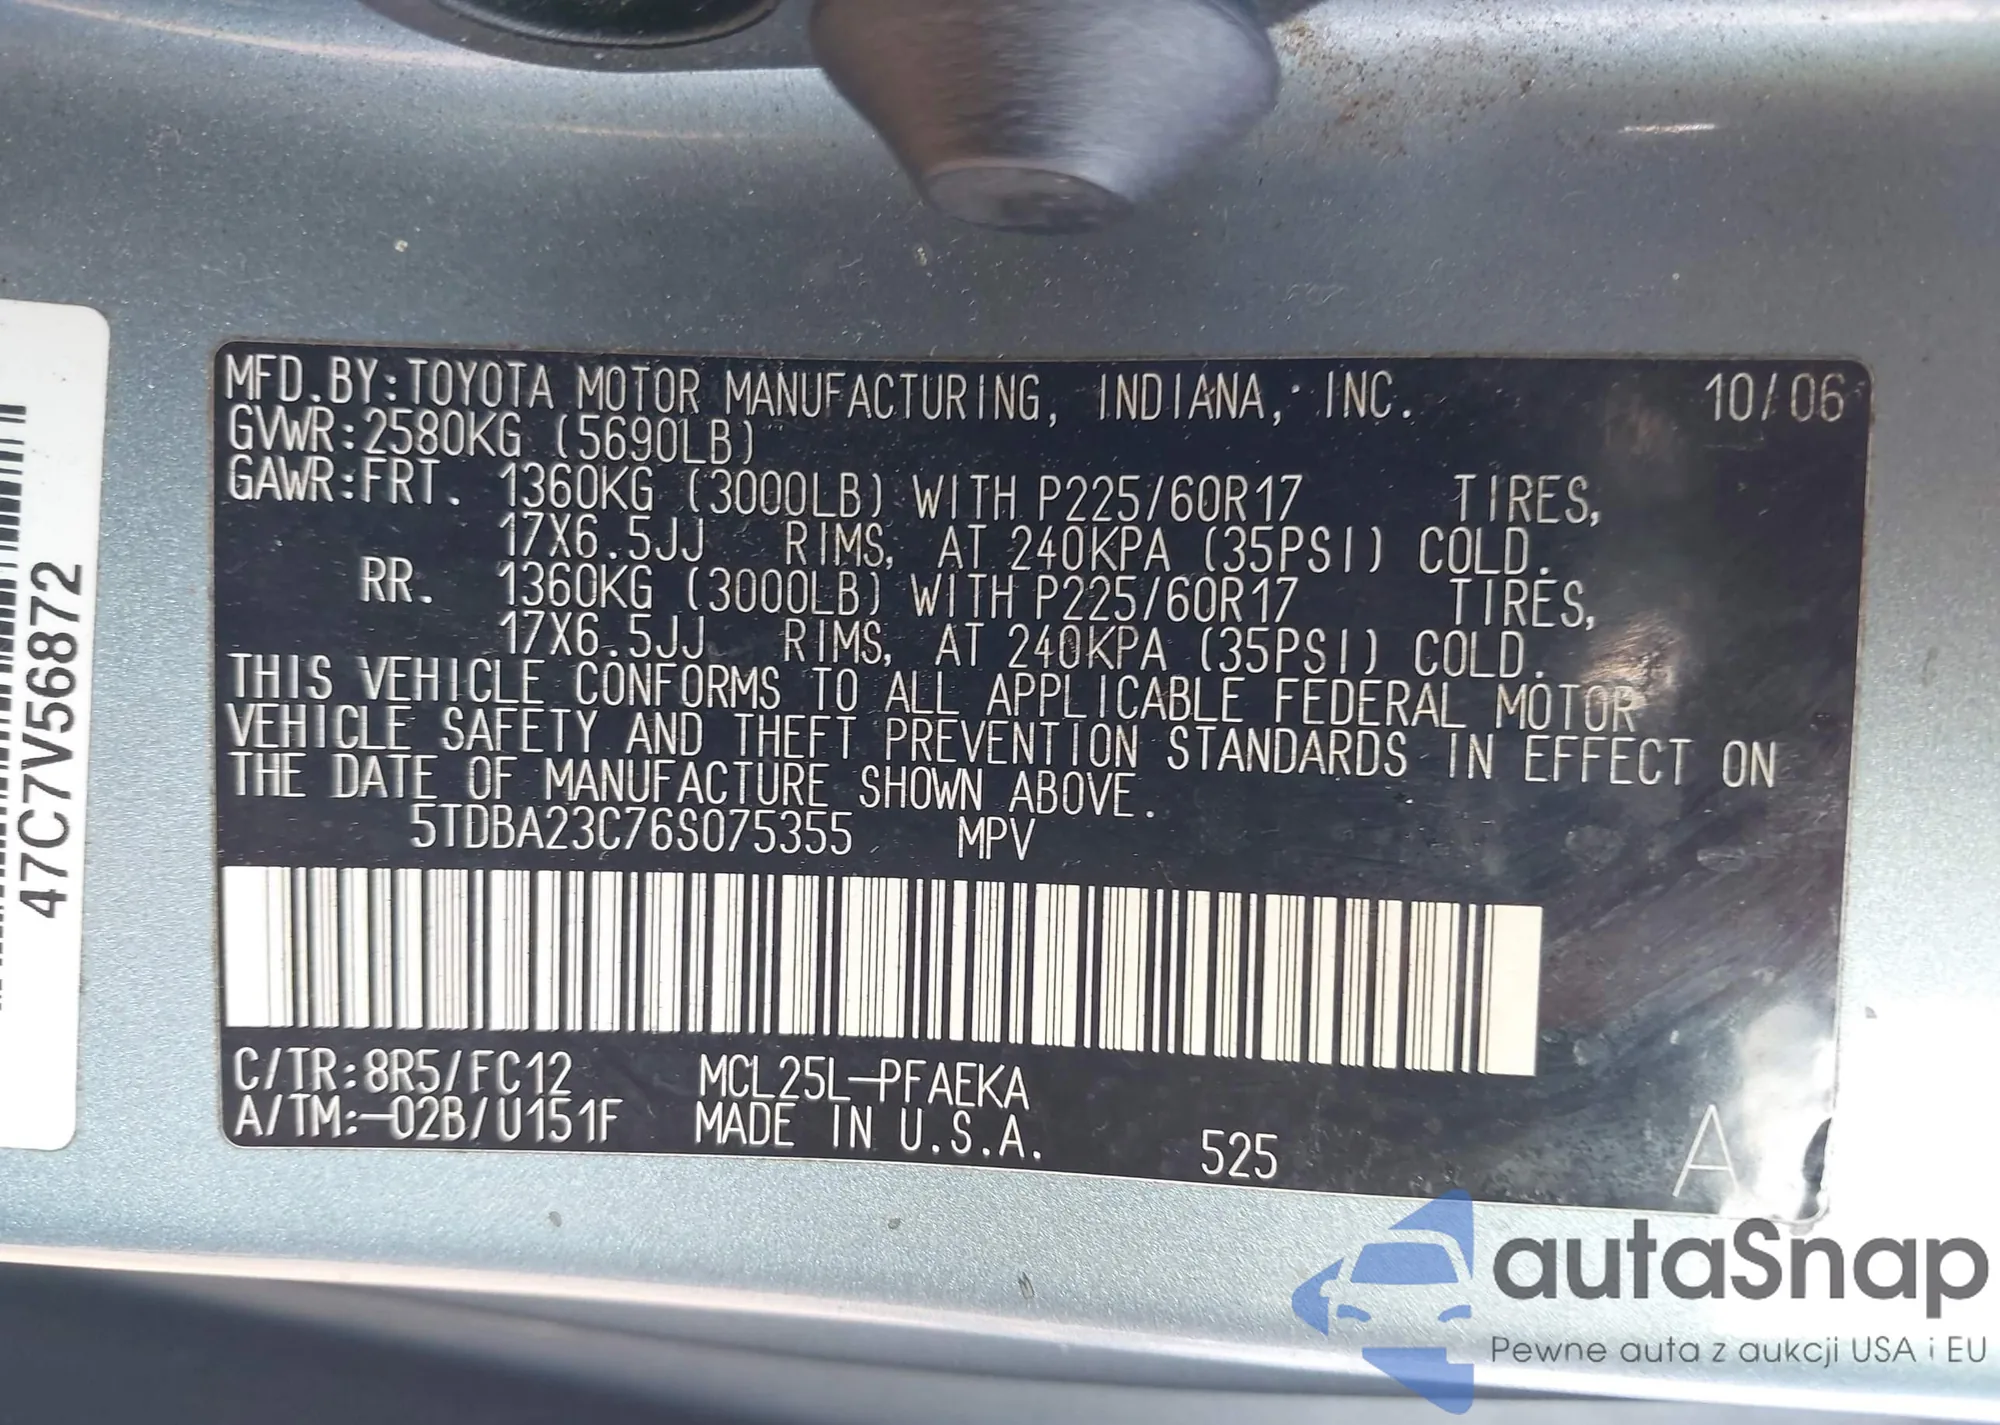 MFD.BY:TOYOTA MOTOR MANUFACTURING, INDIANA, INC. 10/06
GVWR:2580KG (5690LB)
GAWR:FRT. 1360KG (3000LB) WITH P225/60R17 TIRES,
17X6.5JJ RIMS, AT 240KPA (35PSI) COLD.
RR. 1360KG (3000LB) WITH P225/60R17 TIRES,
17X6.5JJ RIMS, AT 240KPA (35PSI) COLD.
THIS VEHICLE CONFORMS TO ALL APPLICABLE FEDERAL MOTOR
VEHICLE SAFETY AND THEFT PREVENTION STANDARDS IN EFFECT ON
THE DATE OF MANUFACTURE SHOWN ABOVE.
5TDBA23C76S075355 MPV
C/TR:8R5/FC12 MCL25L-PFAEKA
A/TM:-02B/U151F MADE IN U.S.A. 525 A
47C7V56872
autaSnap
Pewne auta z aukcji USA i EU